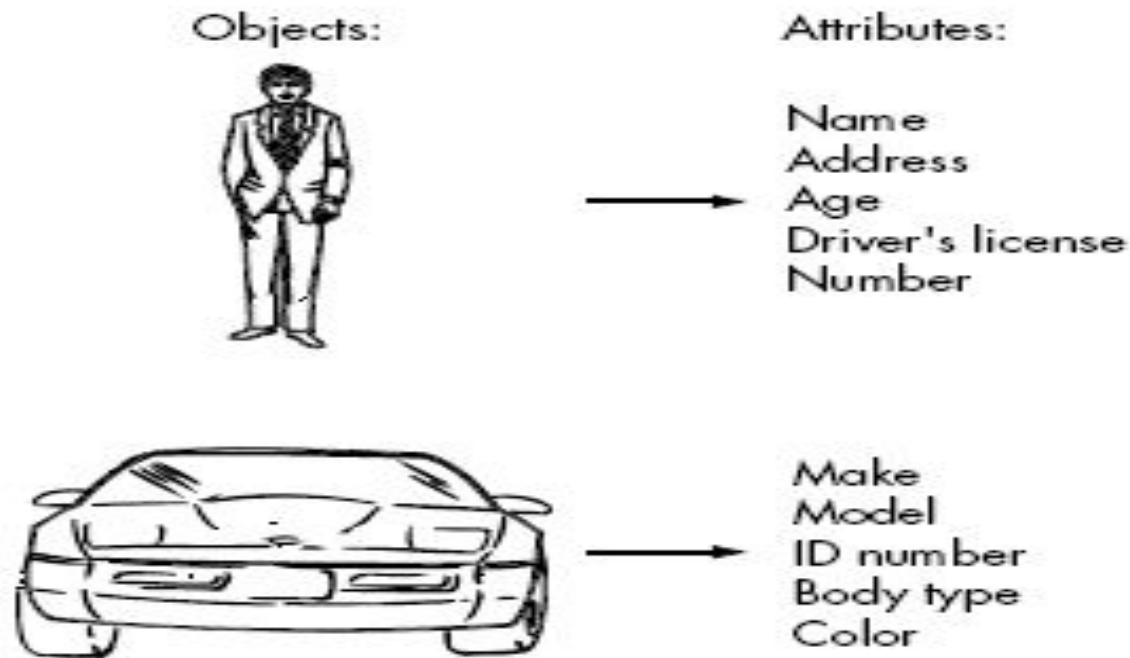 Objects:
Attributes:
Name
Address
Age
Driver's license
Number
Make
Model
ID number
Body type
Color